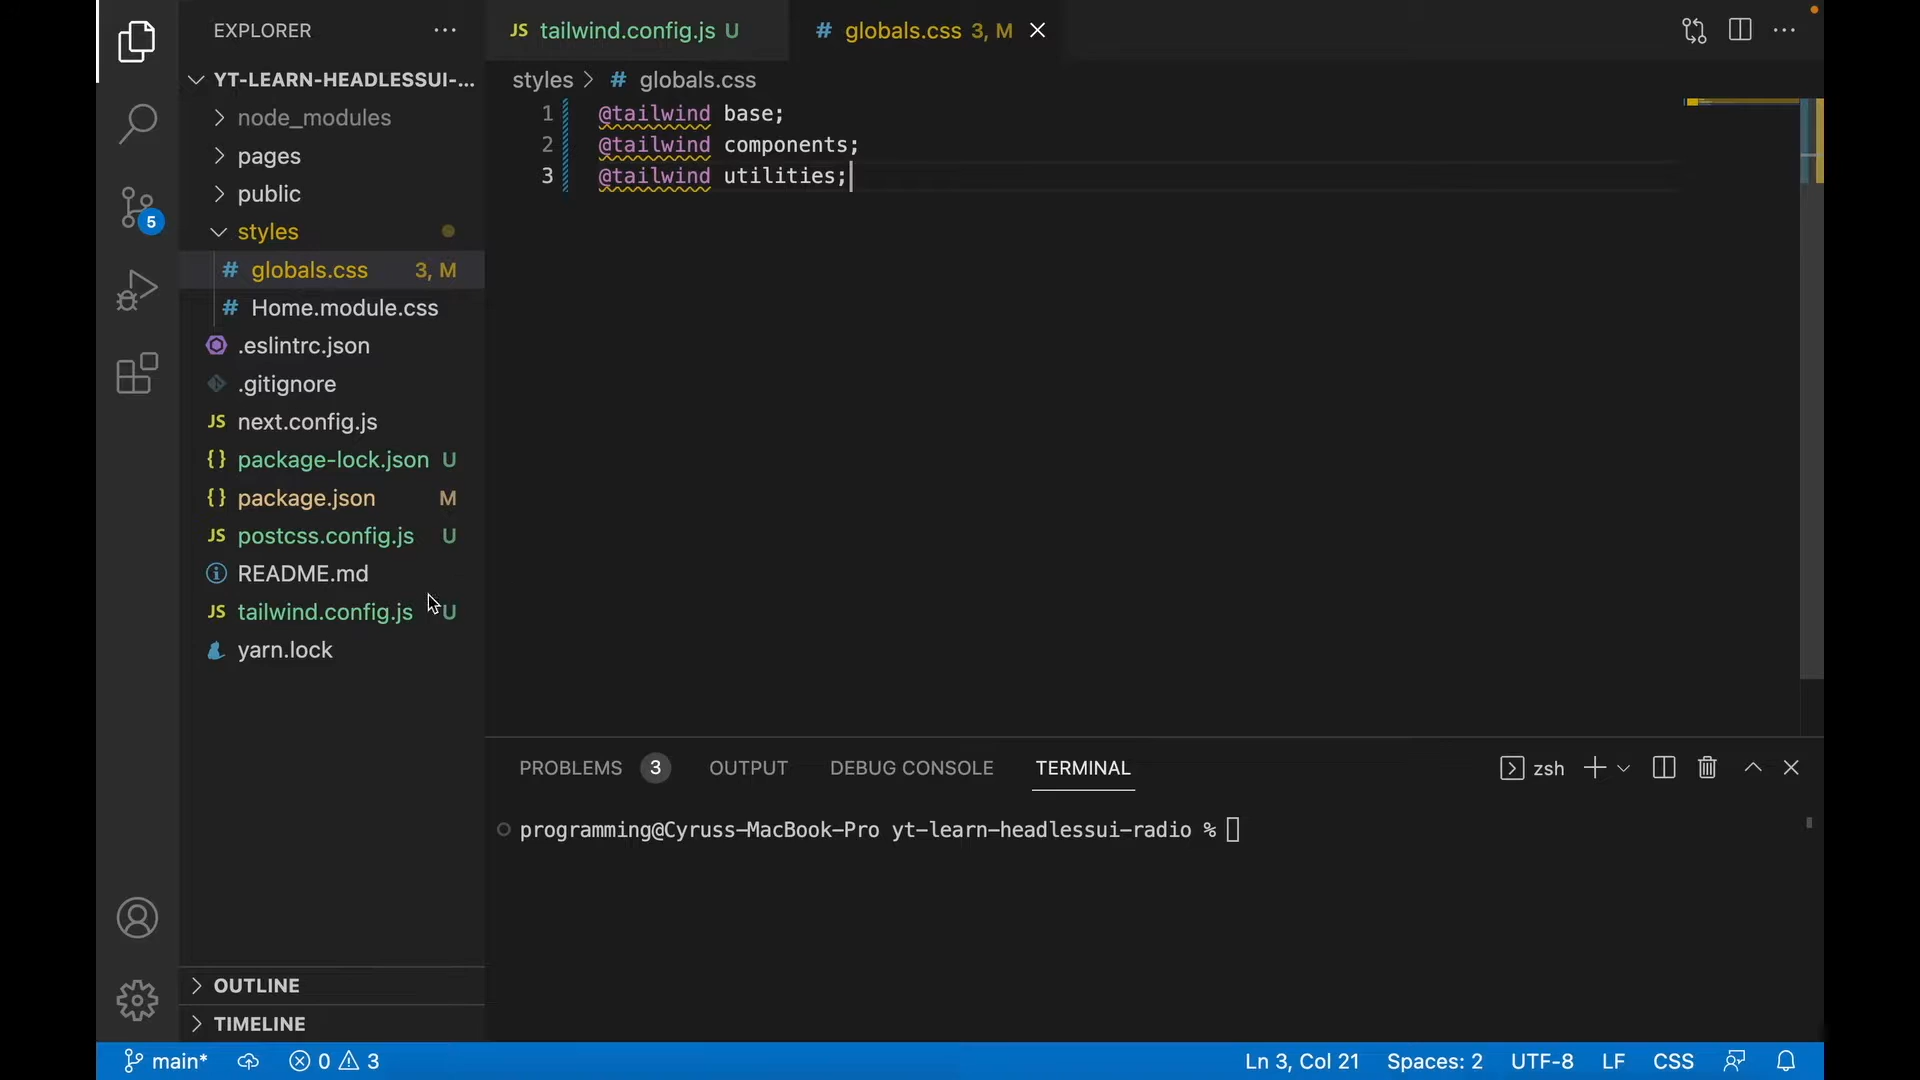 EXPLORER
YT-LEARN-HEADLESSUI-...
node_modules
pages
public
styles
# globals.css 3, M
# Home.module.css
.eslintrc.json
.gitignore
JS next.config.js
{} package-lock.json U
{} package.json M
JS postcss.config.js U
README.md
JS tailwind.config.js U
yarn.lock
OUTLINE
TIMELINE
5
JS tailwind.config.js U
# globals.css 3, M
styles > # globals.css
1 @tailwind base;
2 @tailwind components;
3 @tailwind utilities;
PROBLEMS 3 OUTPUT DEBUG CONSOLE TERMINAL
zsh
programming@Cyruss-MacBook-Pro yt-learn-headlessui-radio %
main* 0 3
Ln 3, Col 21 Spaces: 2 UTF-8 LF CSS